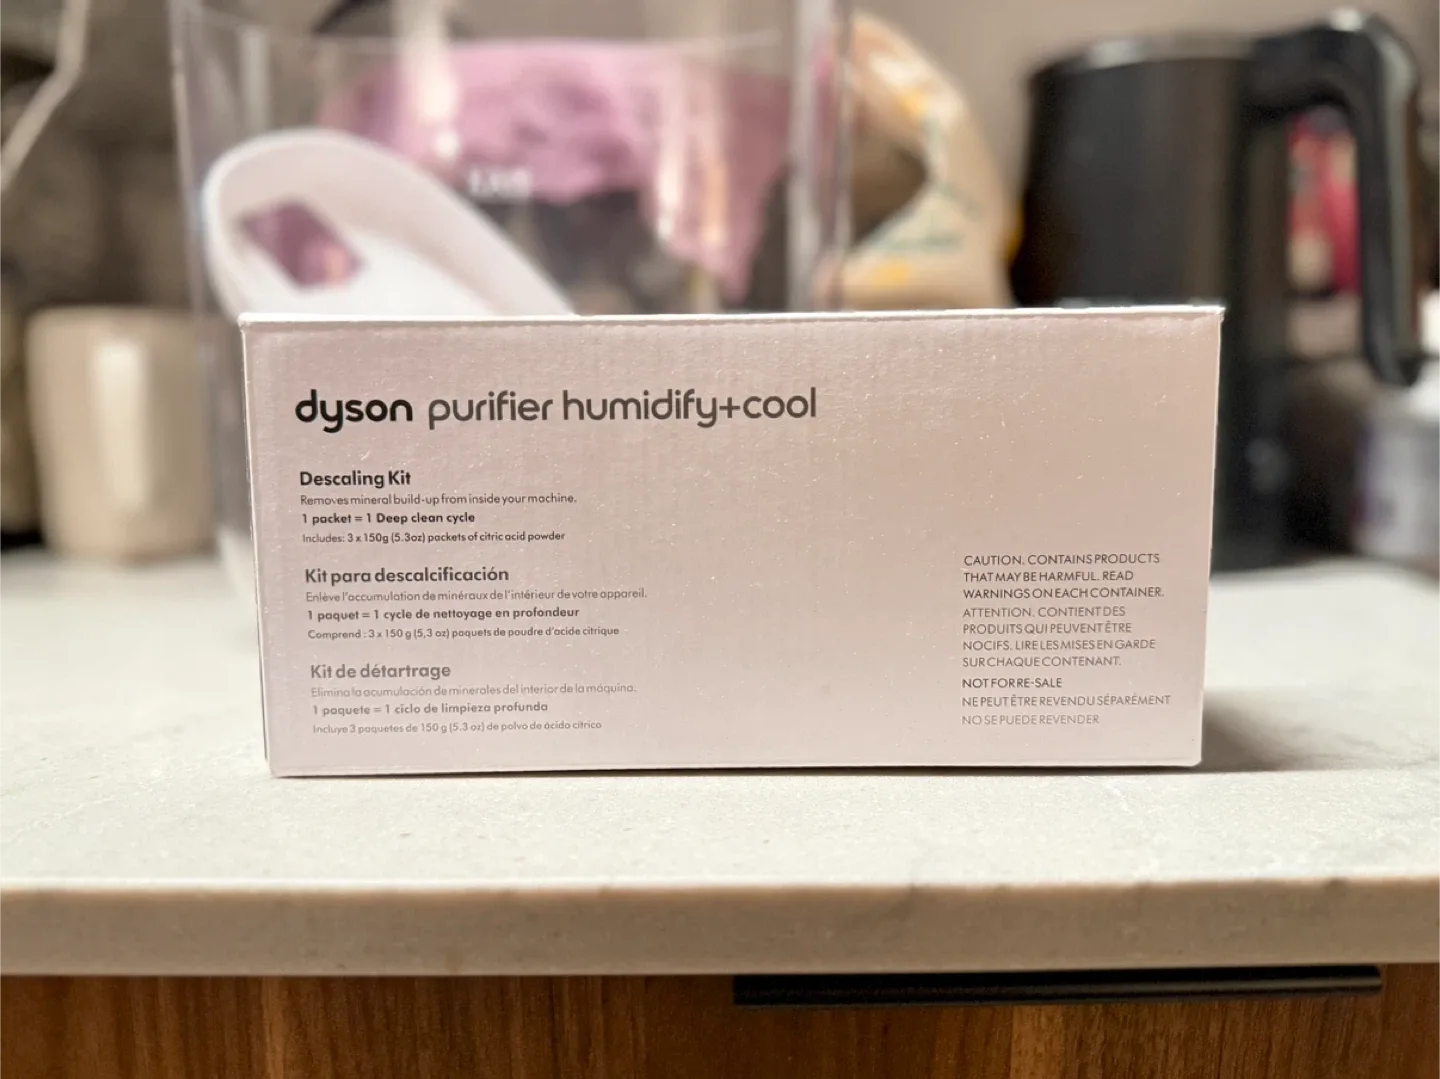 dyson purifier humidify+cool
Descaling Kit
Removes mineral build-up from inside your machine.
1 packet = 1 Deep clean cycle
Includes: 3 x 150g (5.3oz) packets of citric acid powder
Kit para descalcificación
Enlève l'accumulation de minéraux de l'intérieur de votre appareil.
1 paquet = 1 cycle de nettoyage en profondeur
Comprend : 3 x 150 g (5,3 oz) paquets de poudre d'acide citrique
Kit de détartrage
Elimina la acumulación de minerales del interior de la máquina.
1 paquete = 1 ciclo de limpieza profunda
Incluye 3 paquetes de 150 g (5.3 oz) de polvo de ácido cítrico
CAUTION. CONTAINS PRODUCTS
THAT MAY BE HARMFUL. READ
WARNINGS ON EACH CONTAINER.
ATTENTION. CONTIENT DES
PRODUITS QUI PEUVENT ÊTRE
NOCIFS. LIRE LES MISES EN GARDE
SUR CHAQUE CONTENANT.
NOT FOR RE-SALE
NE PEUT ÊTRE REVENDU SÉPARÉMENT
NO SE PUEDE REVENDER